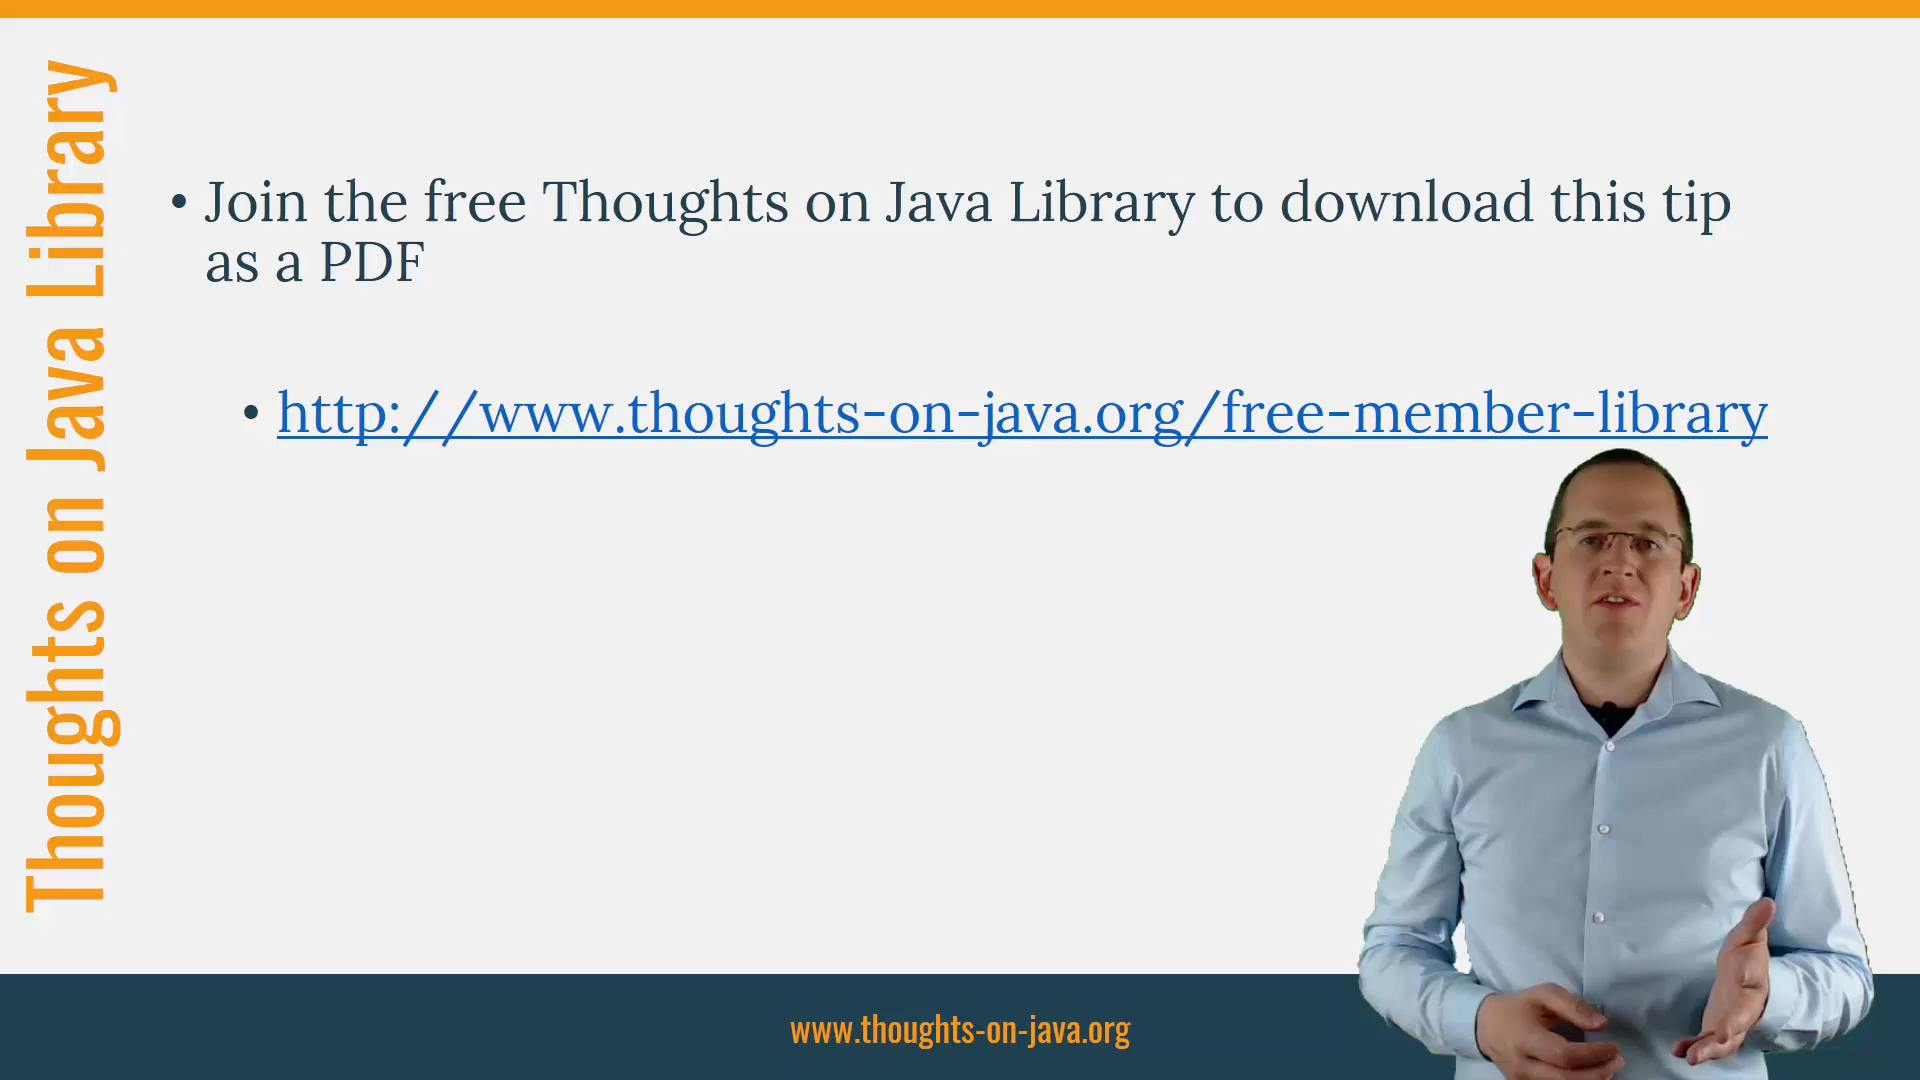 Thoughts on Java Library
• Join the free Thoughts on Java Library to download this tip
as a PDF
• http://www.thoughts-on-java.org/free-member-library
www.thoughts-on-java.org